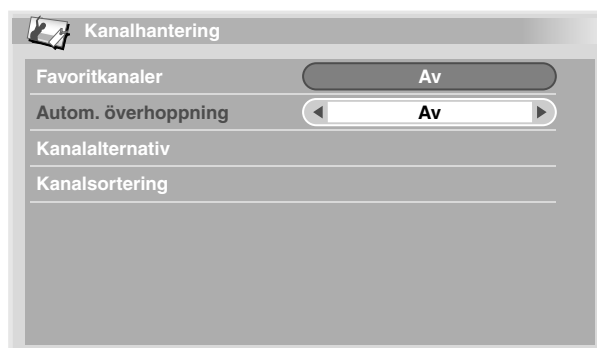 Kanalhantering
Favoritkanaler Av
Autom. överhoppning Av
Kanalalternativ
Kanalsortering